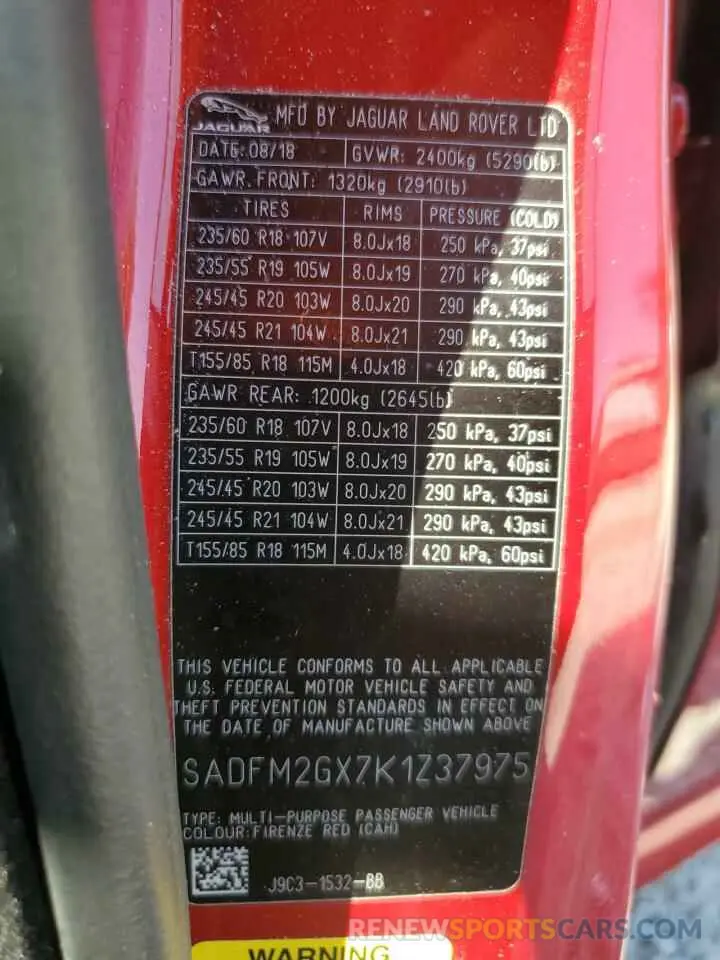 JAGUAR MFD BY JAGUAR LAND ROVER LTD
DATE: 08/18 GVWR: 2400kg (5290lb)
GAWR FRONT: 1320kg (2910lb)
TIRES RIMS PRESSURE (COLD)
235/60 R18 107V 8.0Jx18 250 kPa, 37psi
235/55 R19 105W 8.0Jx19 270 kPa, 40psi
245/45 R20 103W 8.0Jx20 290 kPa, 43psi
245/45 R21 104W 8.0Jx21 290 kPa, 43psi
T155/85 R18 115M 4.0Jx18 420 kPa, 60psi
GAWR REAR: 1200kg (2645lb)
235/60 R18 107V 8.0Jx18 250 kPa, 37psi
235/55 R19 105W 8.0Jx19 270 kPa, 40psi
245/45 R20 103W 8.0Jx20 290 kPa, 43psi
245/45 R21 104W 8.0Jx21 290 kPa, 43psi
T155/85 R18 115M 4.0Jx18 420 kPa, 60psi
THIS VEHICLE CONFORMS TO ALL APPLICABLE
U.S. FEDERAL MOTOR VEHICLE SAFETY AND
THEFT PREVENTION STANDARDS IN EFFECT ON
THE DATE OF MANUFACTURE SHOWN ABOVE
SADFM2GX7K1Z37975
TYPE: MULTI-PURPOSE PASSENGER VEHICLE
COLOUR: FIRENZE RED (CAH)
J9C3-1532-BB
RENEWSPORTSCARS.COM
WARNING